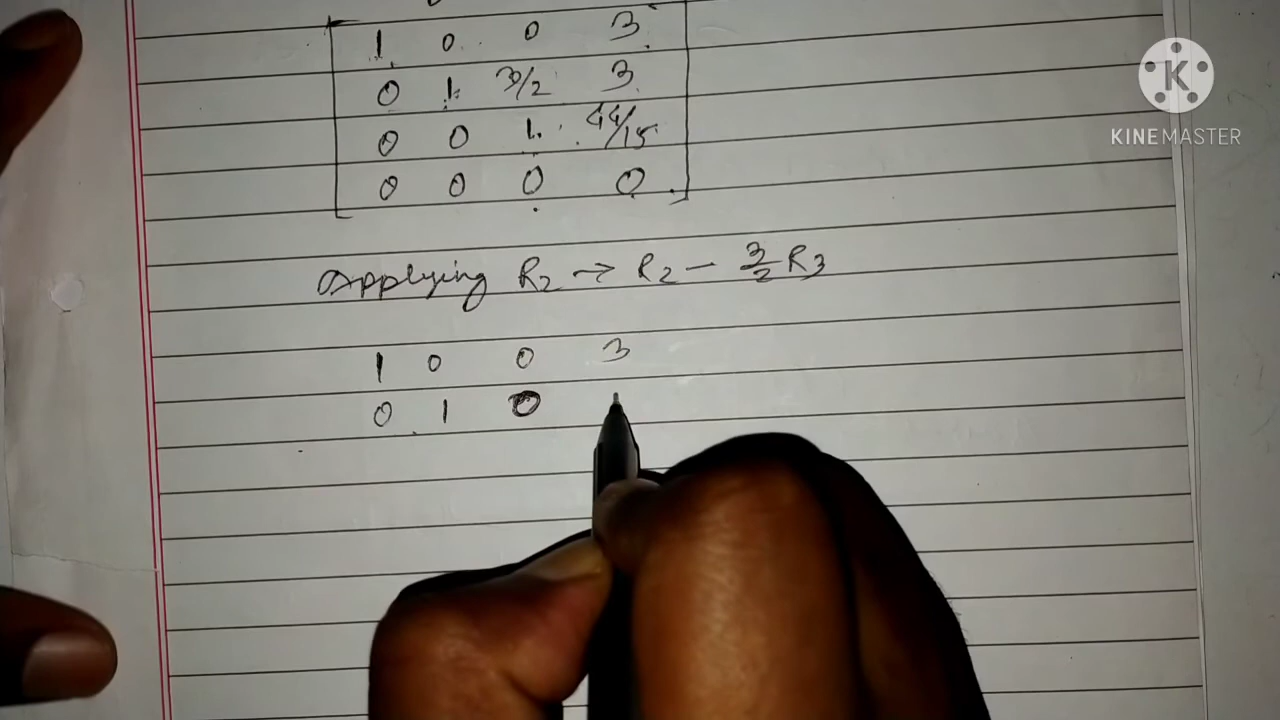 1 0 0 3
0 1 3/2 3
0 0 1 44/15
0 0 0 0
K
KINEMASTER
Applying R2 → R2 - 3/2 R3
1 0 0 3
0 1 0